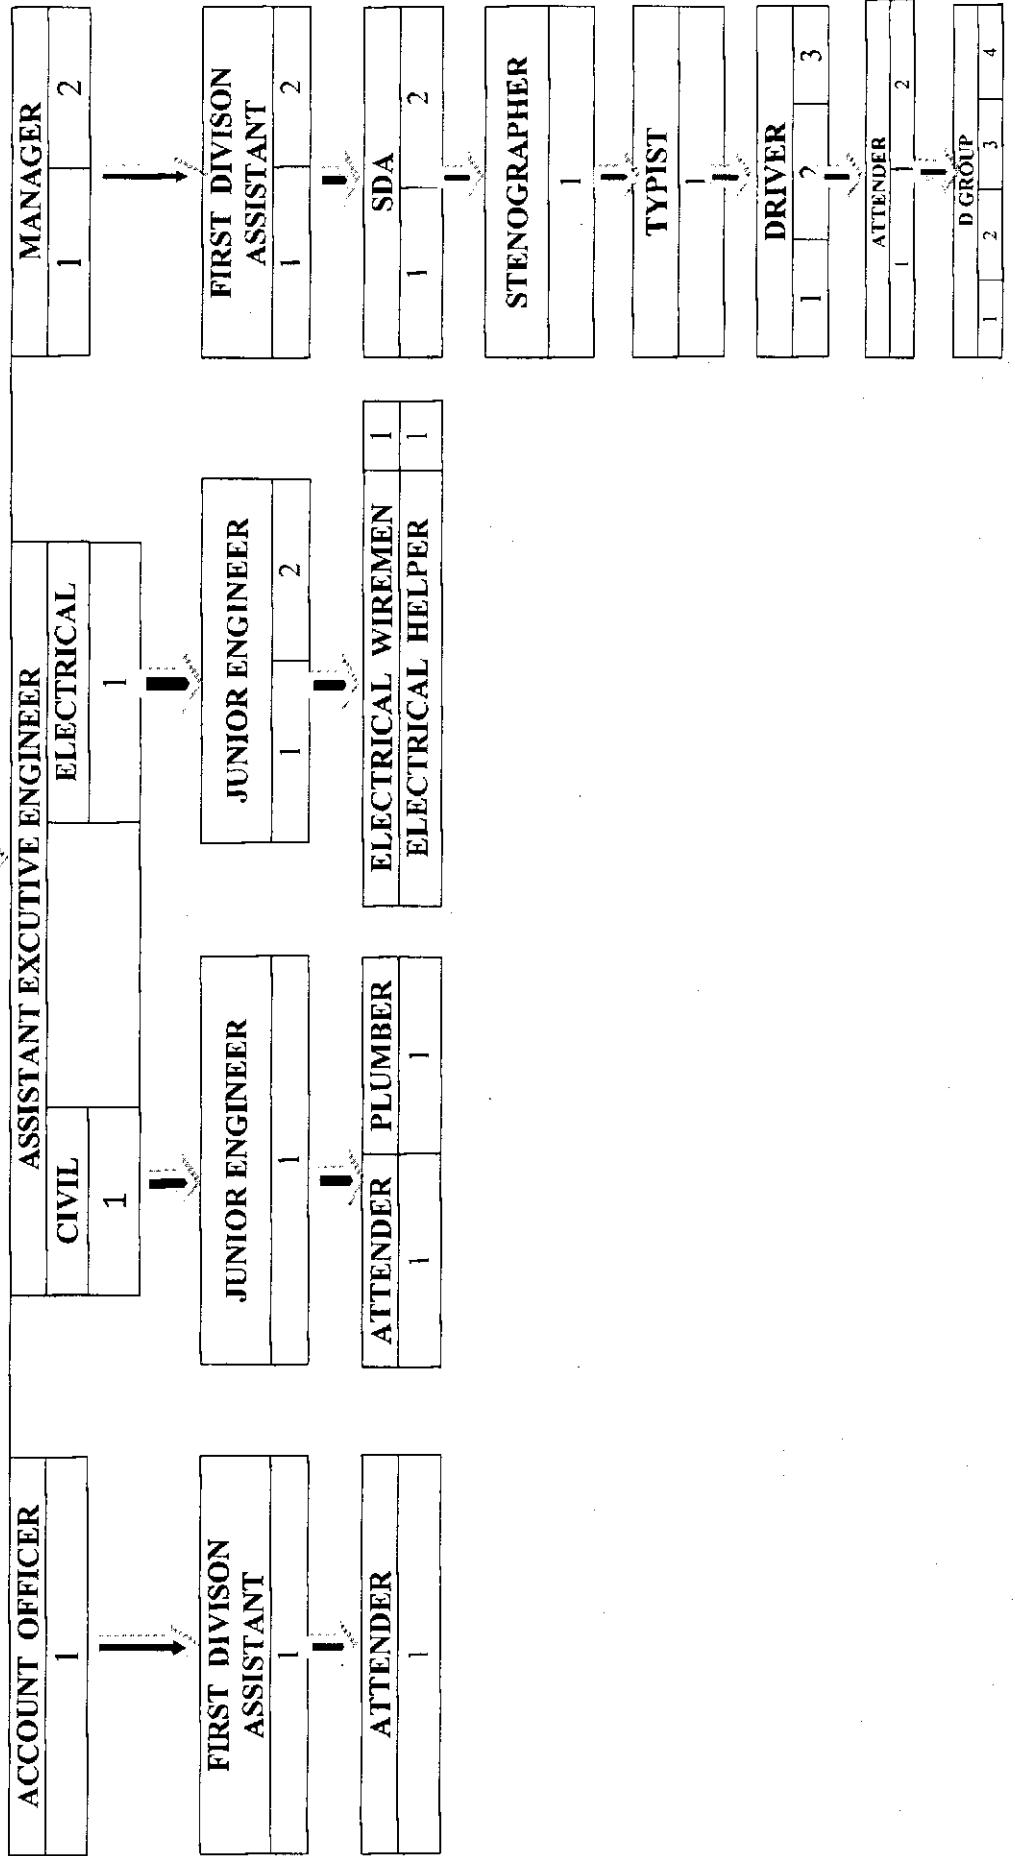 ACCOUNT OFFICER
1
FIRST DIVISON
ASSISTANT
1
ATTENDER
1
ASSISTANT EXCUTIVE ENGINEER
CIVIL
ELECTRICAL
1
1
JUNIOR ENGINEER
1
ATTENDER
PLUMBER
1
1
JUNIOR ENGINEER
1 2
ELECTRICAL WIREMEN 1
ELECTRICAL HELPER 1
MANAGER
1 2
FIRST DIVISON
ASSISTANT
1 2
SDA
1 2
STENOGRAPHER
1
TYPIST
1
DRIVER
1 2 3
ATTENDER
1 2
D GROUP
1 2 3 4